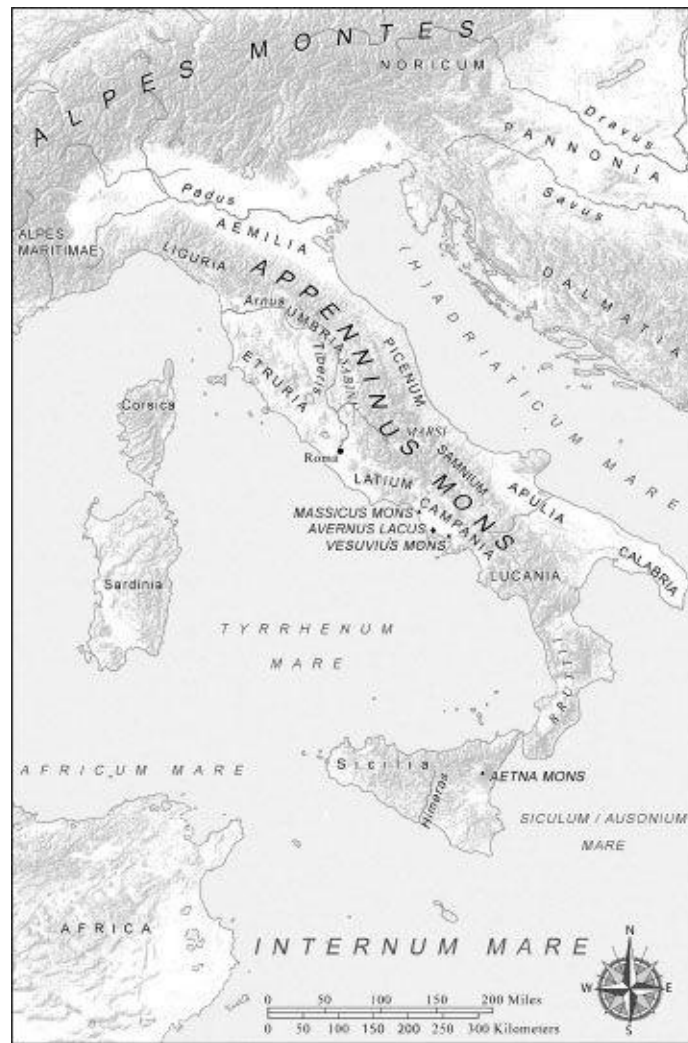 ALPES MONTES
NORICUM
Dravus
PANNONIA
Savus
Padus
AEMILIA
ALPES
MARITIMAE
LIGURIA
APPENNINUS MONS
(H)ADRIATICUM MARE
DALMATIA
Arnus
UMBRIA
Tiberis
SABINI
PICENUM
ETRURIA
Corsica
MARSI
SAMNIUM
Roma
LATIUM
APULIA
MASSICUS MONS
CAMPANIA
AVERNUS LACUS
VESUVIUS MONS
CALABRIA
LUCANIA
Sardinia
TYRRHENUM
MARE
BRUTTII
Sicilia
AFRICUM MARE
AETNA MONS
Himeras
SICULUM / AUSONIUM
MARE
AFRICA
INTERNUM MARE
N
W E
S
0 50 100 150 200 Miles
0 50 100 150 200 250 300 Kilometers